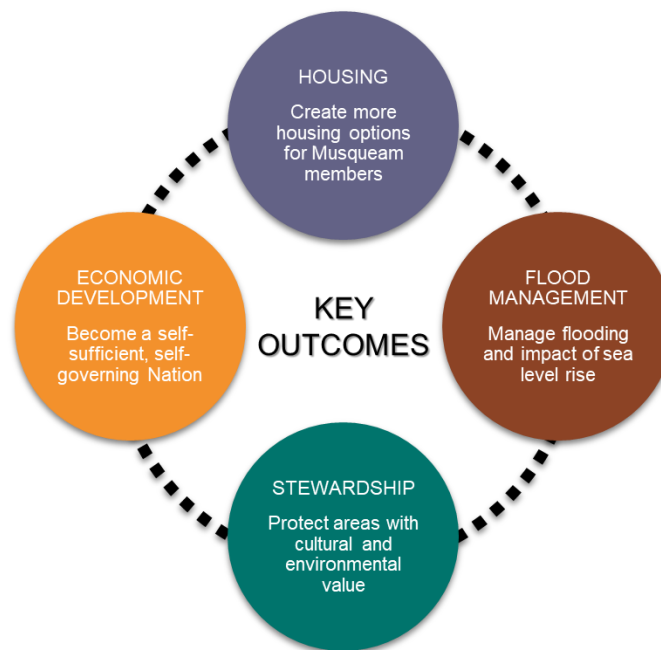 HOUSING
Create more
housing options
for Musqueam
members
ECONOMIC
DEVELOPMENT
Become a self-
sufficient, self-
governing Nation
KEY
OUTCOMES
FLOOD
MANAGEMENT
Manage flooding
and impact of sea
level rise
STEWARDSHIP
Protect areas with
cultural and
environmental
value